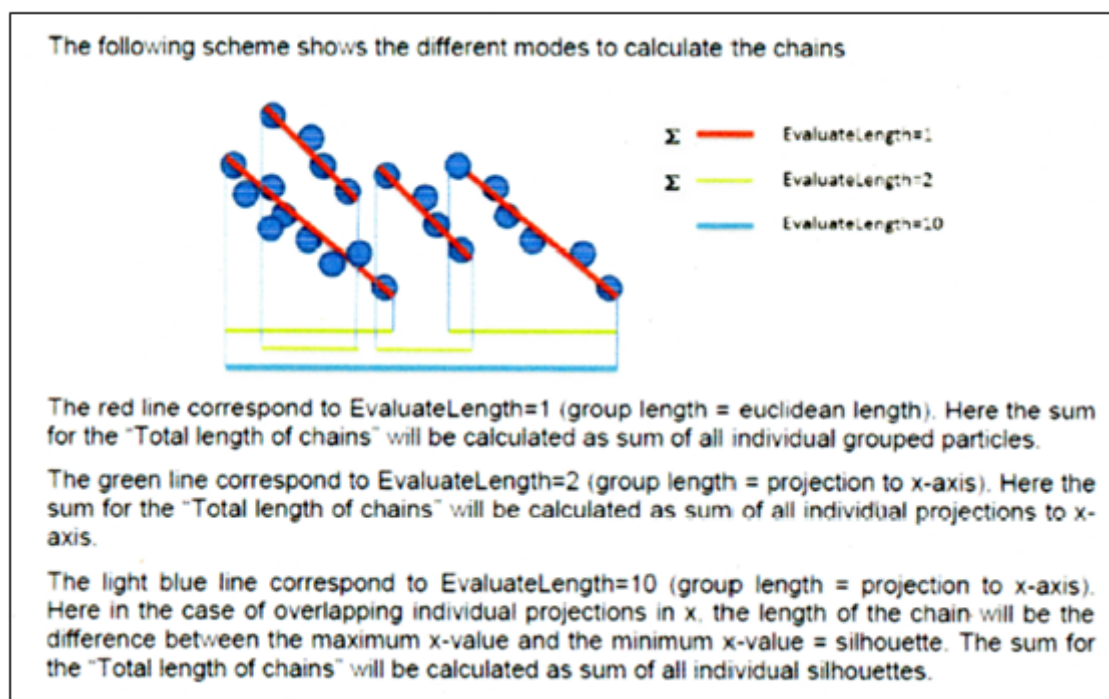 The following scheme shows the different modes to calculate the chains
Σ EvaluateLength=1
Σ EvaluateLength=2
EvaluateLength=10
The red line correspond to EvaluateLength=1 (group length = euclidean length). Here the sum
for the "Total length of chains" will be calculated as sum of all individual grouped particles.
The green line correspond to EvaluateLength=2 (group length = projection to x-axis). Here the
sum for the "Total length of chains" will be calculated as sum of all individual projections to x-
axis.
The light blue line correspond to EvaluateLength=10 (group length = projection to x-axis).
Here in the case of overlapping individual projections in x, the length of the chain will be the
difference between the maximum x-value and the minimum x-value = silhouette. The sum for
the "Total length of chains" will be calculated as sum of all individual silhouettes.